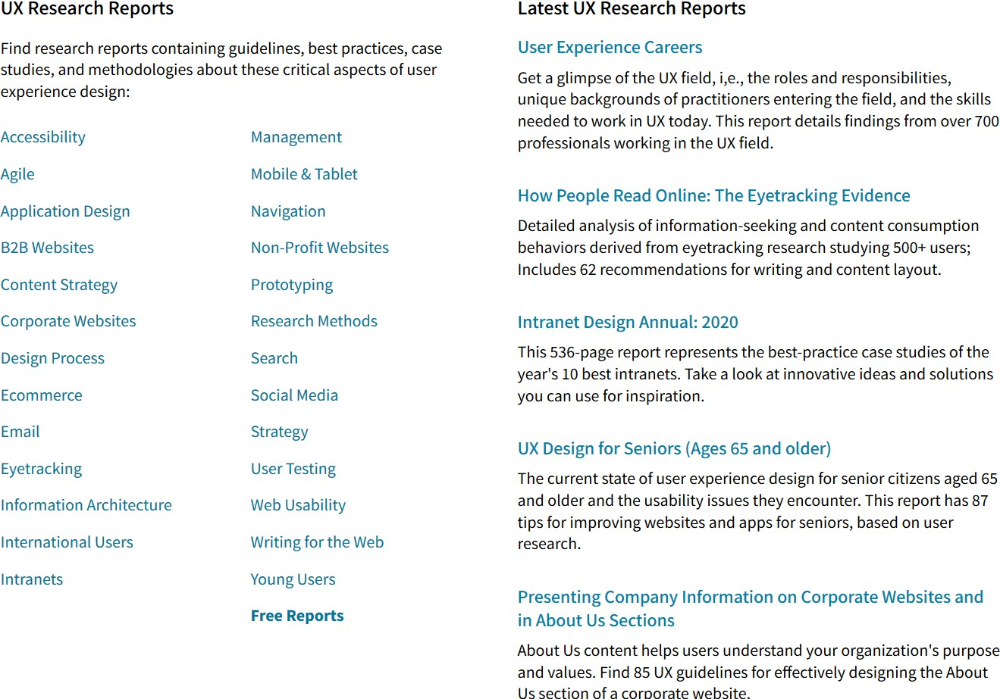 UX Research Reports
Find research reports containing guidelines, best practices, case
studies, and methodologies about these critical aspects of user
experience design:
Accessibility
Agile
Application Design
B2B Websites
Content Strategy
Corporate Websites
Design Process
Ecommerce
Email
Eyetracking
Information Architecture
International Users
Intranets
Management
Mobile & Tablet
Navigation
Non-Profit Websites
Prototyping
Research Methods
Search
Social Media
Strategy
User Testing
Web Usability
Writing for the Web
Young Users
Free Reports
Latest UX Research Reports
User Experience Careers
Get a glimpse of the UX field, i,e., the roles and responsibilities,
unique backgrounds of practitioners entering the field, and the skills
needed to work in UX today. This report details findings from over 700
professionals working in the UX field.
How People Read Online: The Eyetracking Evidence
Detailed analysis of information-seeking and content consumption
behaviors derived from eyetracking research studying 500+ users;
Includes 62 recommendations for writing and content layout.
Intranet Design Annual: 2020
This 536-page report represents the best-practice case studies of the
year's 10 best intranets. Take a look at innovative ideas and solutions
you can use for inspiration.
UX Design for Seniors (Ages 65 and older)
The current state of user experience design for senior citizens aged 65
and older and the usability issues they encounter. This report has 87
tips for improving websites and apps for seniors, based on user
research.
Presenting Company Information on Corporate Websites and
in About Us Sections
About Us content helps users understand your organization's purpose
and values. Find 85 UX guidelines for effectively designing the About
Us section of a corporate website.